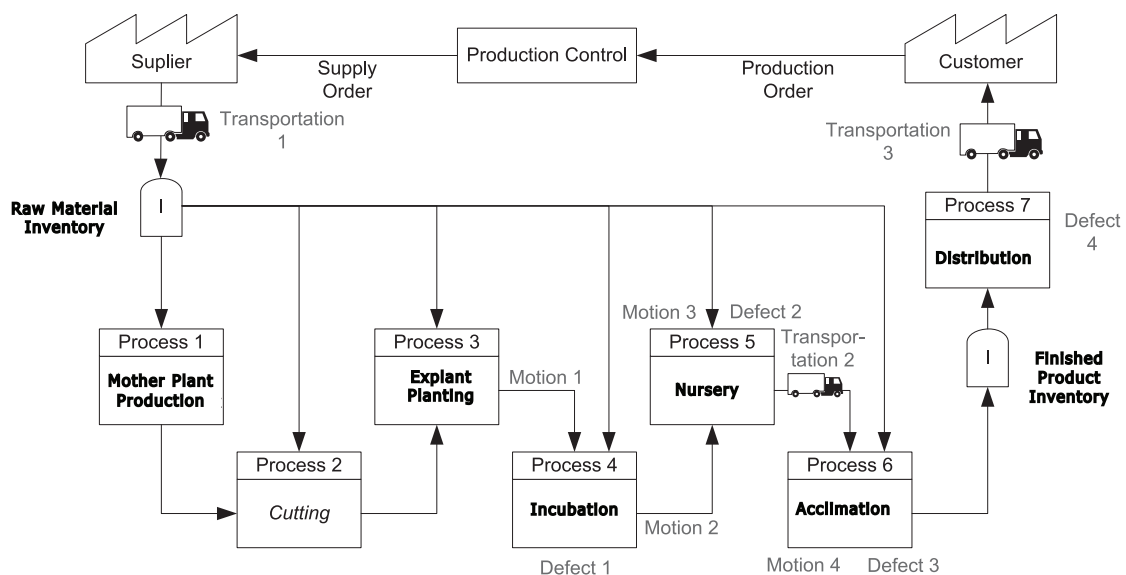 Suplier
Production Control
Customer
Supply
Order
Production
Order
Transportation
1
Transportation
3
I
Raw Material
Inventory
Process 7
Distribution
Defect
4
Process 1
Mother Plant
Production
Process 3
Explant
Planting
Motion 1
Motion 3
Defect 2
Process 5
Nursery
Transpor-
tation 2
I
Finished
Product
Inventory
Process 2
Cutting
Process 4
Incubation
Motion 2
Defect 1
Process 6
Acclimation
Motion 4
Defect 3